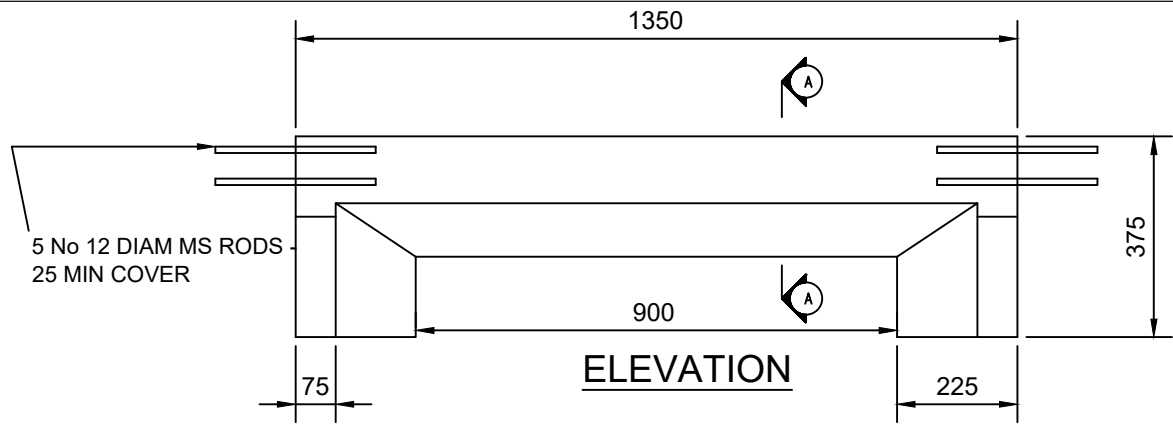 1350
A
5 No 12 DIAM MS RODS
25 MIN COVER
375
A
900
ELEVATION
75
225